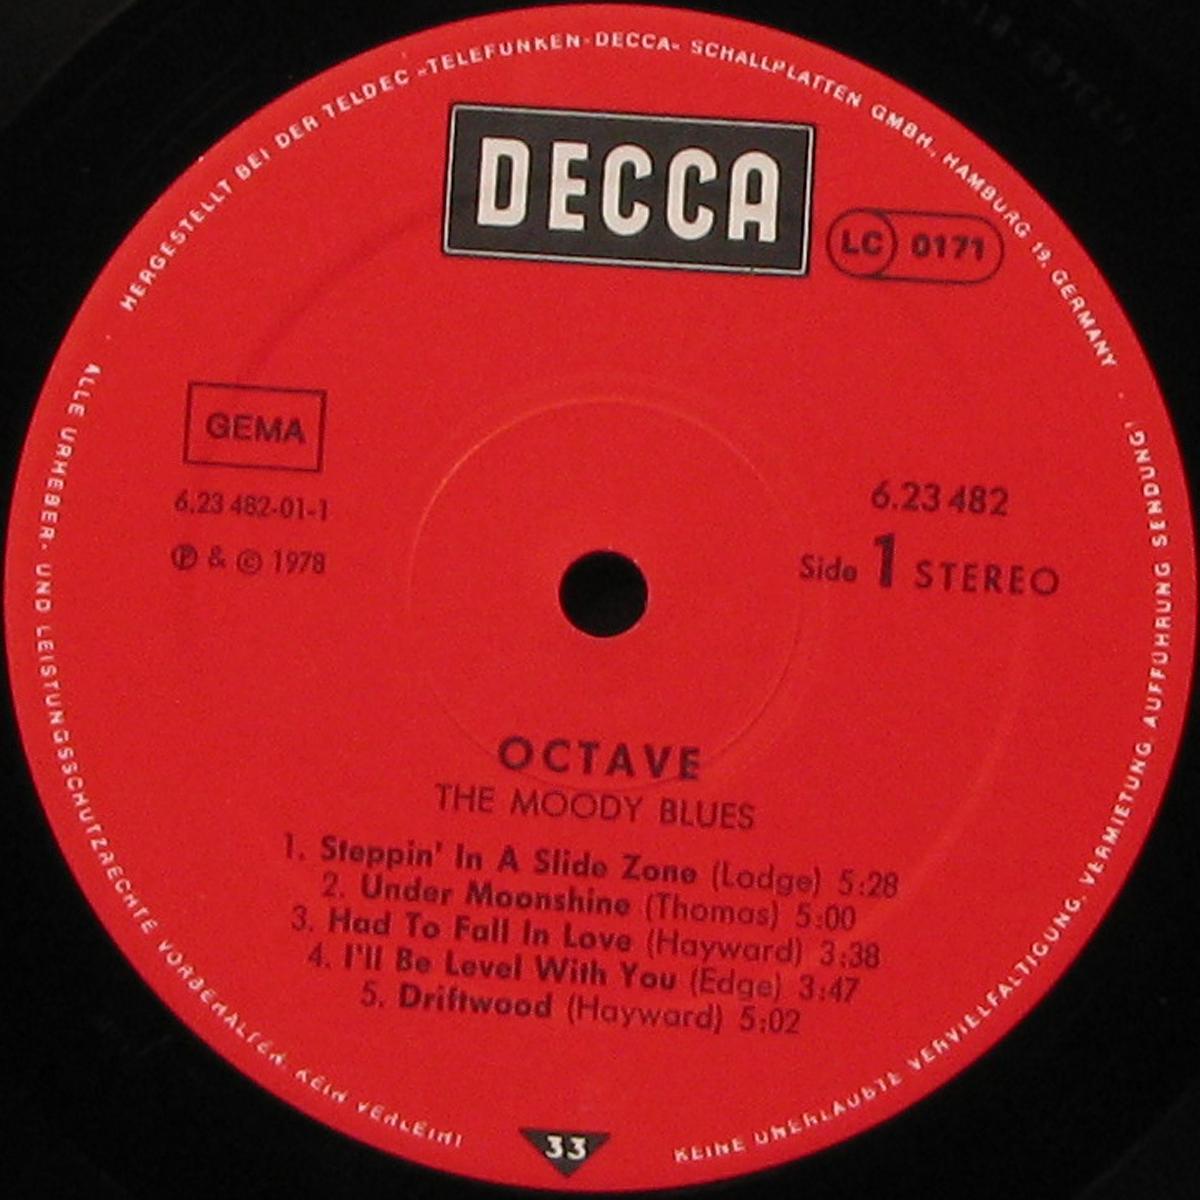 HERGESTELLT BEI DER TELDEC »TELEFUNKEN-DECCA« SCHALLPLATTEN GMBH., HAMBURG 19, GERMANY
DECCA
LC 0171
GEMA
6.23 482-01-1
Ⓟ & © 1978
6.23 482
Side 1 STEREO
OCTAVE
THE MOODY BLUES
1. Steppin' In A Slide Zone (Lodge) 5:28
2. Under Moonshine (Thomas) 5:00
3. Had To Fall In Love (Hayward) 3:38
4. I'll Be Level With You (Edge) 3:47
5. Driftwood (Hayward) 5:02
33
ALLE URHEBER- UND LEISTUNGSSCHUTZRECHTE VORBEHALTEN. KEIN VERLEIH!
KEINE UNERLAUBTE VERVIELFÄLTIGUNG, VERMIETUNG, AUFFÜHRUNG, SENDUNG!